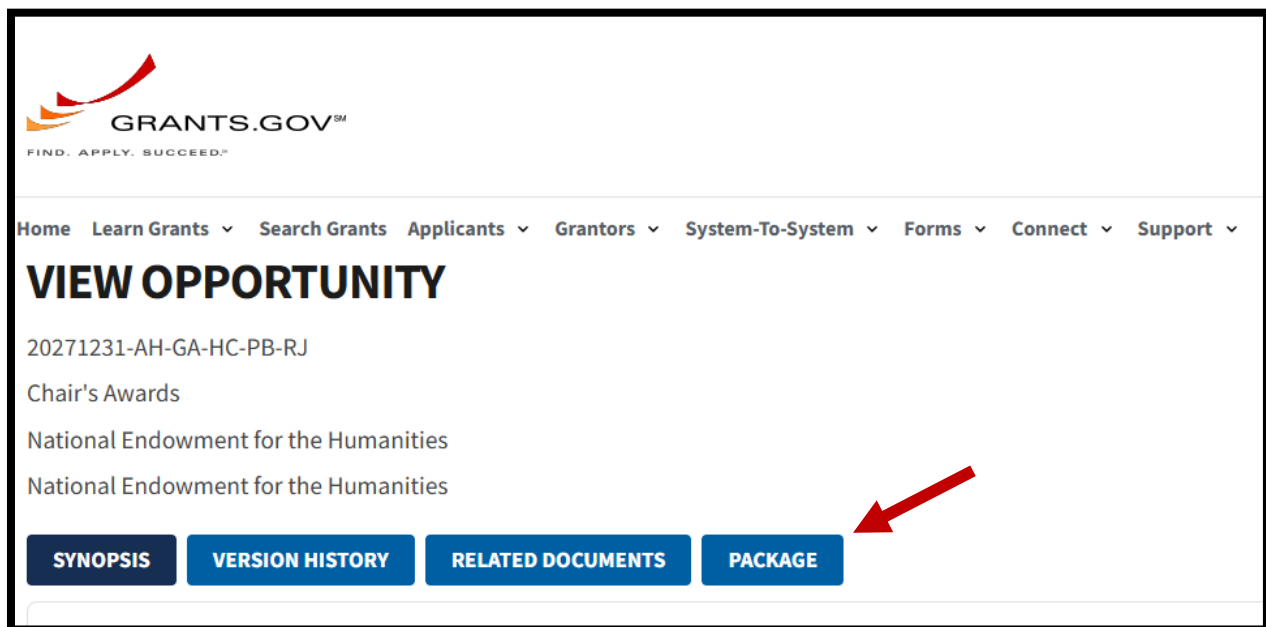 GRANTS.GOV℠
FIND. APPLY. SUCCEED.℠
Home Learn Grants Search Grants Applicants Grantors System-To-System Forms Connect Support
VIEW OPPORTUNITY
20271231-AH-GA-HC-PB-RJ
Chair's Awards
National Endowment for the Humanities
National Endowment for the Humanities
SYNOPSIS VERSION HISTORY RELATED DOCUMENTS PACKAGE